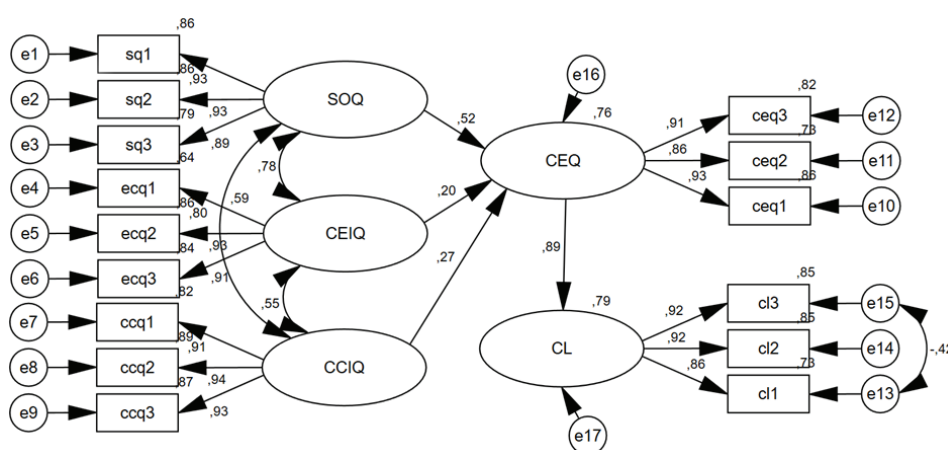 ,86
e1 sq1
,86
,93
e2 sq2
,93
,79
e3 sq3
,89
,64
e4 ecq1
,86
,80
e5 ecq2
,93
,84
e6 ecq3
,91
,82
e7 ccq1
,89
,91
e8 ccq2
,94
,87
e9 ccq3
,93
SOQ
,78
,59
CEIQ
,55
CCIQ
,52
,20
,27
e16
,76
CEQ
,89
,79
CL
e17
,82
,91
ceq3 e12
,73
,86
ceq2 e11
,86
,93
ceq1 e10
,85
,92
cl3 e15
,85
,92
cl2 e14
,73
,86
cl1 e13